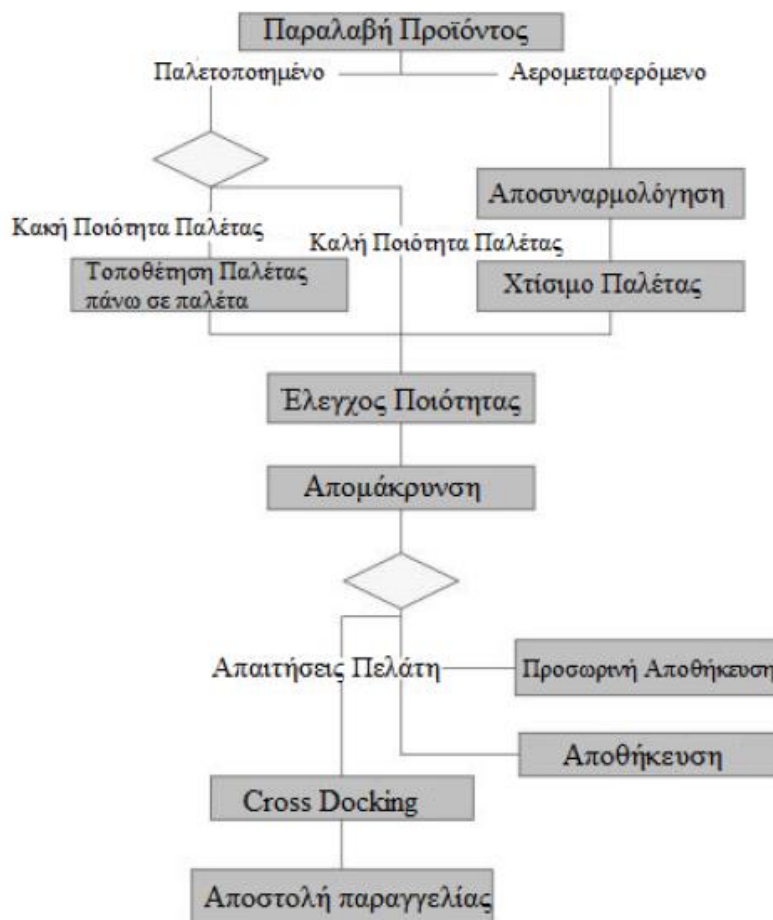 Παραλαβή Προϊόντος
Παλετοποιημένο
Αερομεταφερόμενο
Αποσυναρμολόγηση
Κακή Ποιότητα Παλέτας
Καλή Ποιότητα Παλέτας
Τοποθέτηση Παλέτας
πάνω σε παλέτα
Χτίσιμο Παλέτας
Έλεγχος Ποιότητας
Απομάκρυνση
Απαιτήσεις Πελάτη
Προσωρινή Αποθήκευση
Αποθήκευση
Cross Docking
Αποστολή παραγγελίας